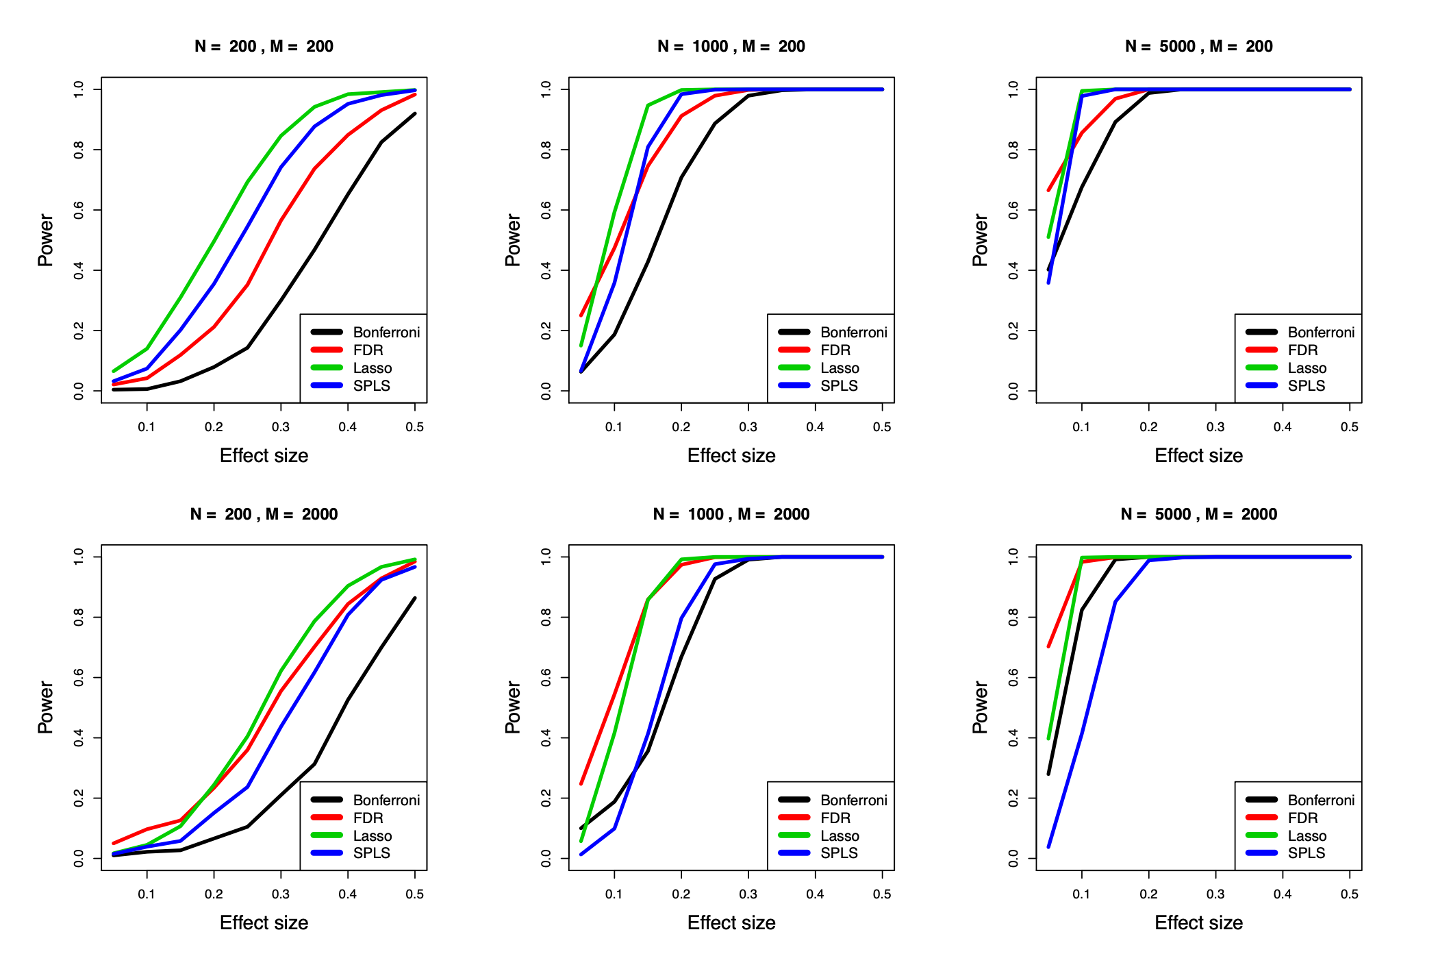 N = 200 , M = 200
1.0
0.8
0.6
0.4
0.2
0.0
Power
0.1 0.2 0.3 0.4 0.5
Effect size
Bonferroni
FDR
Lasso
SPLS
N = 1000 , M = 200
1.0
0.8
0.6
0.4
0.2
0.0
Power
0.1 0.2 0.3 0.4 0.5
Effect size
Bonferroni
FDR
Lasso
SPLS
N = 5000 , M = 200
1.0
0.8
0.6
0.4
0.2
0.0
Power
0.1 0.2 0.3 0.4 0.5
Effect size
Bonferroni
FDR
Lasso
SPLS
N = 200 , M = 2000
1.0
0.8
0.6
0.4
0.2
0.0
Power
0.1 0.2 0.3 0.4 0.5
Effect size
Bonferroni
FDR
Lasso
SPLS
N = 1000 , M = 2000
1.0
0.8
0.6
0.4
0.2
0.0
Power
0.1 0.2 0.3 0.4 0.5
Effect size
Bonferroni
FDR
Lasso
SPLS
N = 5000 , M = 2000
1.0
0.8
0.6
0.4
0.2
0.0
Power
0.1 0.2 0.3 0.4 0.5
Effect size
Bonferroni
FDR
Lasso
SPLS